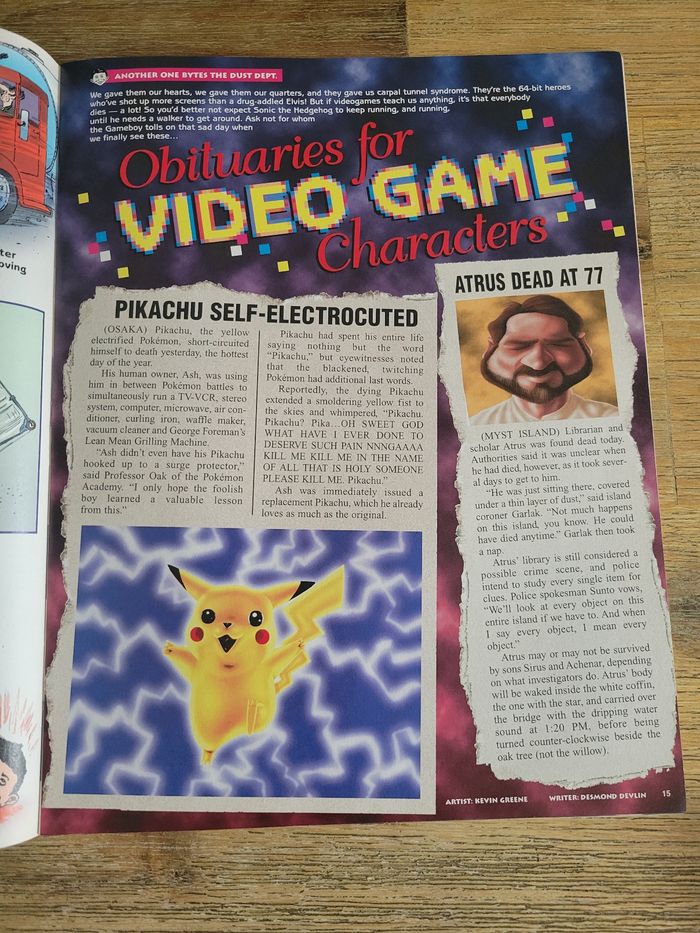 ANOTHER ONE BYTES THE DUST DEPT.
We gave them our hearts, we gave them our quarters, and they gave us carpal tunnel syndrome. They're the 64-bit heroes
who've shot up more screens than a drug-addled Elvis! But if videogames teach us anything, it's that everybody
dies — a lot! So you'd better not expect Sonic the Hedgehog to keep running, and running,
until he needs a walker to get around. Ask not for whom
the Gameboy tolls on that sad day when
we finally see these...
Obituaries for
VIDEO GAME
Characters
PIKACHU SELF-ELECTROCUTED
(OSAKA) Pikachu, the yellow
electrified Pokémon, short-circuited
himself to death yesterday, the hottest
day of the year.
His human owner, Ash, was using
him in between Pokémon battles to
simultaneously run a TV-VCR, stereo
system, computer, microwave, air con-
ditioner, curling iron, waffle maker,
vacuum cleaner and George Foreman's
Lean Mean Grilling Machine.
"Ash didn't even have his Pikachu
hooked up to a surge protector,"
said Professor Oak of the Pokémon
Academy. "I only hope the foolish
boy learned a valuable lesson
from this."
Pikachu had spent his entire life
saying nothing but the word
"Pikachu," but eyewitnesses noted
that the blackened, twitching
Pokémon had additional last words.
Reportedly, the dying Pikachu
extended a smoldering yellow fist to
the skies and whimpered, "Pikachu.
Pikachu? Pika...OH SWEET GOD
WHAT HAVE I EVER DONE TO
DESERVE SUCH PAIN NNNGAAAA
KILL ME KILL ME IN THE NAME
OF ALL THAT IS HOLY SOMEONE
PLEASE KILL ME. Pikachu."
Ash was immediately issued a
replacement Pikachu, which he already
loves as much as the original.
ATRUS DEAD AT 77
(MYST ISLAND) Librarian and
scholar Atrus was found dead today.
Authorities said it was unclear when
he had died, however, as it took sever-
al days to get to him.
"He was just sitting there, covered
under a thin layer of dust," said island
coroner Garlak. "Not much happens
on this island, you know. He could
have died anytime." Garlak then took
a nap.
Atrus' library is still considered a
possible crime scene, and police
intend to study every single item for
clues. Police spokesman Sunto vows,
"We'll look at every object on this
entire island if we have to. And when
I say every object, I mean every
object."
Atrus may or may not be survived
by sons Sirus and Achenar, depending
on what investigators do. Atrus' body
will be waked inside the white coffin,
the one with the star, and carried over
the bridge with the dripping water
sound at 1:20 PM, before being
turned counter-clockwise beside the
oak tree (not the willow).
ARTIST: KEVIN GREENE WRITER: DESMOND DEVLIN 15
ter
oving